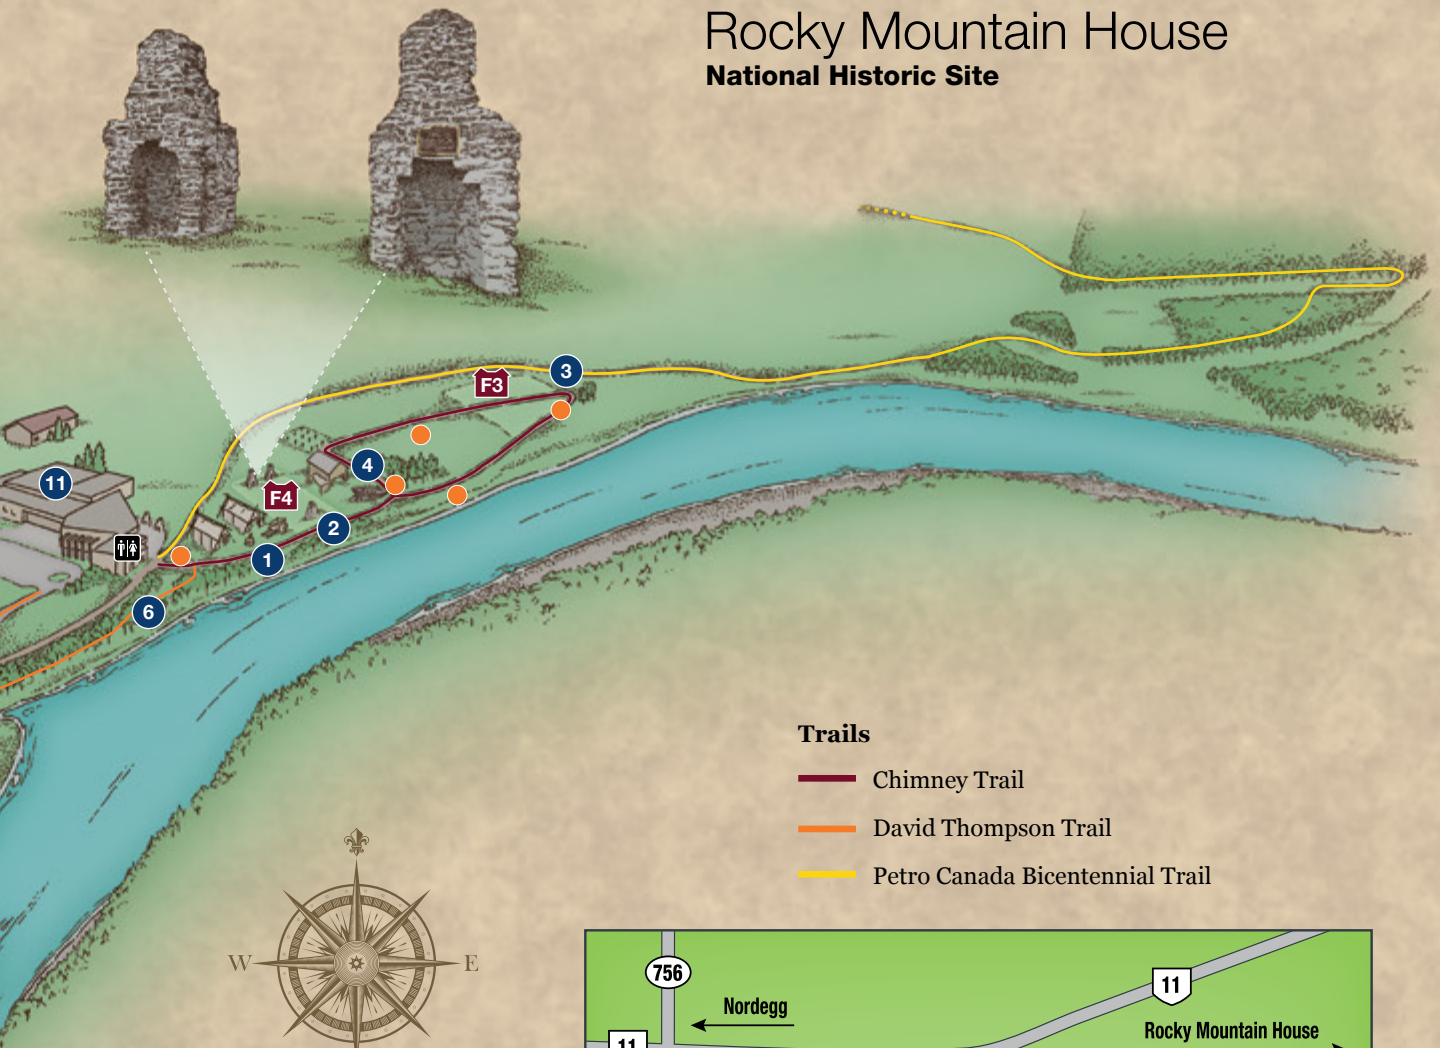 Rocky Mountain House
National Historic Site
3
F3
4
11
F4
2
1
6
Trails
Chimney Trail
David Thompson Trail
Petro Canada Bicentennial Trail
W
E
756
11
Nordegg
Rocky Mountain House
11